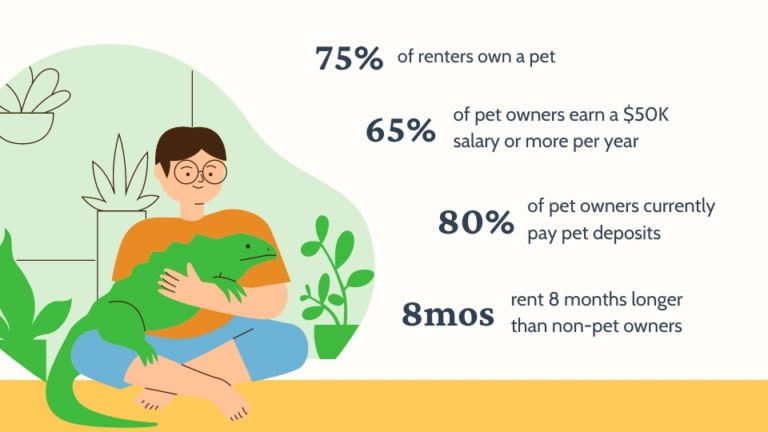 75% of renters own a pet
65% of pet owners earn a $50K
salary or more per year
80% of pet owners currently
pay pet deposits
8mos rent 8 months longer
than non-pet owners